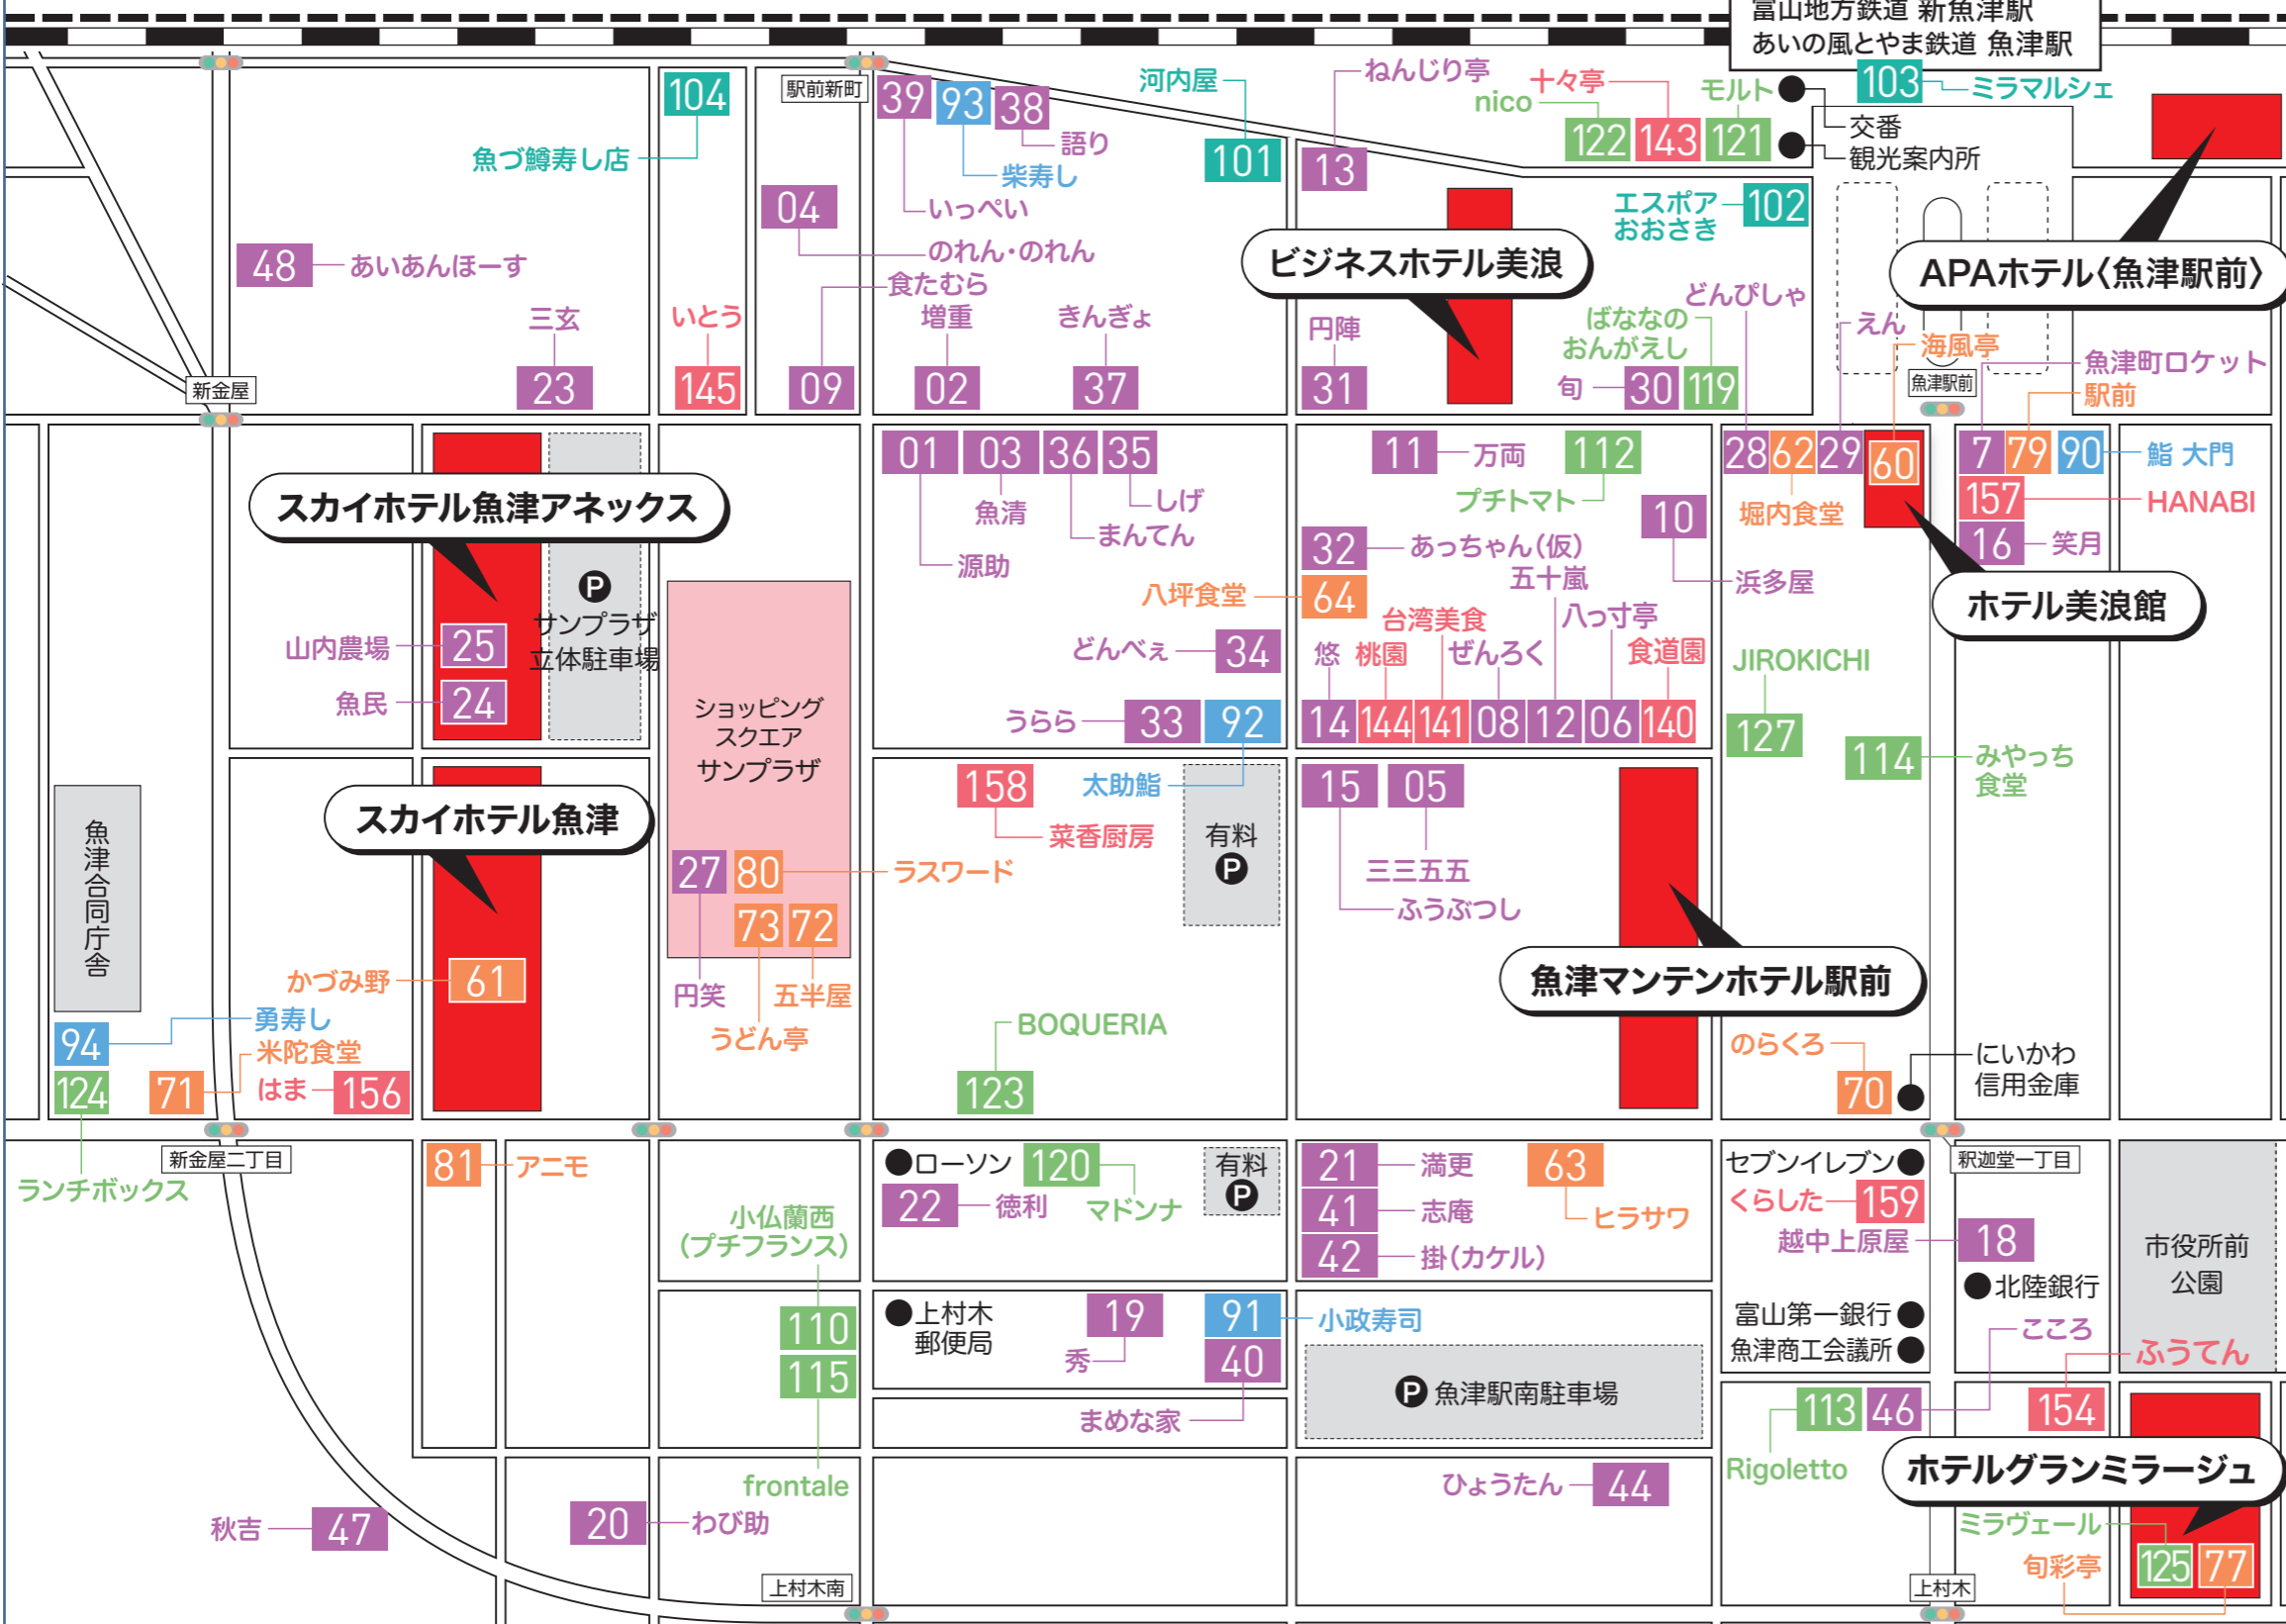 富山地方鉄道 新魚津駅
あいの風とやま鉄道 魚津駅
104
駅前新町
39
93
38
河内屋
ねんじり亭
十々亭
nico
モルト
103
ミラマルシェ
交番
観光案内所
122
143
121
魚づ鱒寿し店
語り
柴寿し
いっぺい
101
13
04
のれん・のれん
食たむら
エスポア
おおさき
102
48
あいあんほーす
ビジネスホテル美浪
APAホテル〈魚津駅前〉
三玄
いとう
増重
きんぎょ
円陣
ばななの
おんがえし
どんぴしゃ
えん
海風亭
魚津町ロケット
駅前
新金屋
23
145
09
02
37
31
旬
30
119
魚津駅前
01
03
36
35
11
万両
112
28
62
29
60
7
79
90
鮨 大門
スカイホテル魚津アネックス
魚清
しげ
まんてん
源助
プチトマト
10
堀内食堂
157
HANABI
16
笑月
P
サンプラザ
立体駐車場
32
あっちゃん（仮）
八坪食堂
64
五十嵐
浜多屋
ホテル美浪館
山内農場
25
どんべぇ
34
台湾美食
八っ寸亭
悠
桃園
ぜんろく
食道園
JIROKICHI
魚民
24
ショッピング
スクエア
サンプラザ
うらら
33
92
14
144
141
08
12
06
140
127
114
みやっち
食堂
スカイホテル魚津
158
太助鮨
15
05
魚津合同庁舎
菜香厨房
有料
P
27
80
ラスワード
三三五五
ふうぶつし
73
72
かづみ野
61
円笑
五半屋
うどん亭
魚津マンテンホテル駅前
94
勇寿し
米陀食堂
BOQUERIA
のらくろ
にいかわ
信用金庫
124
71
はま
156
123
70
新金屋二丁目
ランチボックス
81
アニモ
ローソン
120
有料
P
22
徳利
マドンナ
21
満更
63
41
志庵
ヒラサワ
42
掛（カケル）
セブンイレブン
釈迦堂一丁目
くらした
159
越中上原屋
18
市役所前
公園
小仏蘭西
（プチフランス）
北陸銀行
110
上村木
郵便局
19
91
小政寿司
富山第一銀行
こころ
115
秀
40
魚津商工会議所
ふうてん
P 魚津駅南駐車場
まめな家
113
46
154
frontale
Rigoletto
ホテルグランミラージュ
ひょうたん
44
秋吉
47
20
わび助
ミラヴェール
125
77
旬彩亭
上村木南
上村木